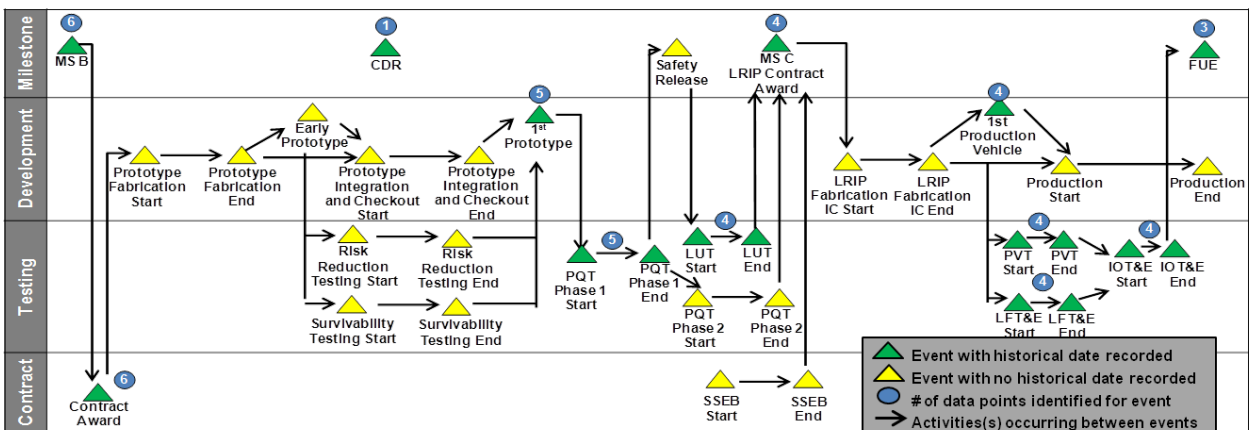 Milestone
6
MS B
1
CDR
Safety
Release
4
MS C
LRIP Contract
Award
3
FUE
Development
Prototype
Fabrication
Start
Prototype
Fabrication
End
Early
Prototype
Prototype
Integration
and Checkout
Start
Prototype
Integration
and Checkout
End
5
1st
Prototype
LRIP
Fabrication
IC Start
LRIP
Fabrication
IC End
4
1st
Production
Vehicle
Production
Start
Production
End
Testing
Risk
Reduction
Testing Start
Risk
Reduction
Testing End
Survivability
Testing Start
Survivability
Testing End
PQT
Phase 1
Start
5
PQT
Phase 1
End
LUT
Start
4
LUT
End
PQT
Phase 2
Start
PQT
Phase 2
End
PVT
Start
4
PVT
End
LFT&E
Start
4
LFT&E
End
IOT&E
Start
4
IOT&E
End
Contract
6
Contract
Award
SSEB
Start
SSEB
End
Event with historical date recorded
Event with no historical date recorded
# of data points identified for event
Activities(s) occurring between events